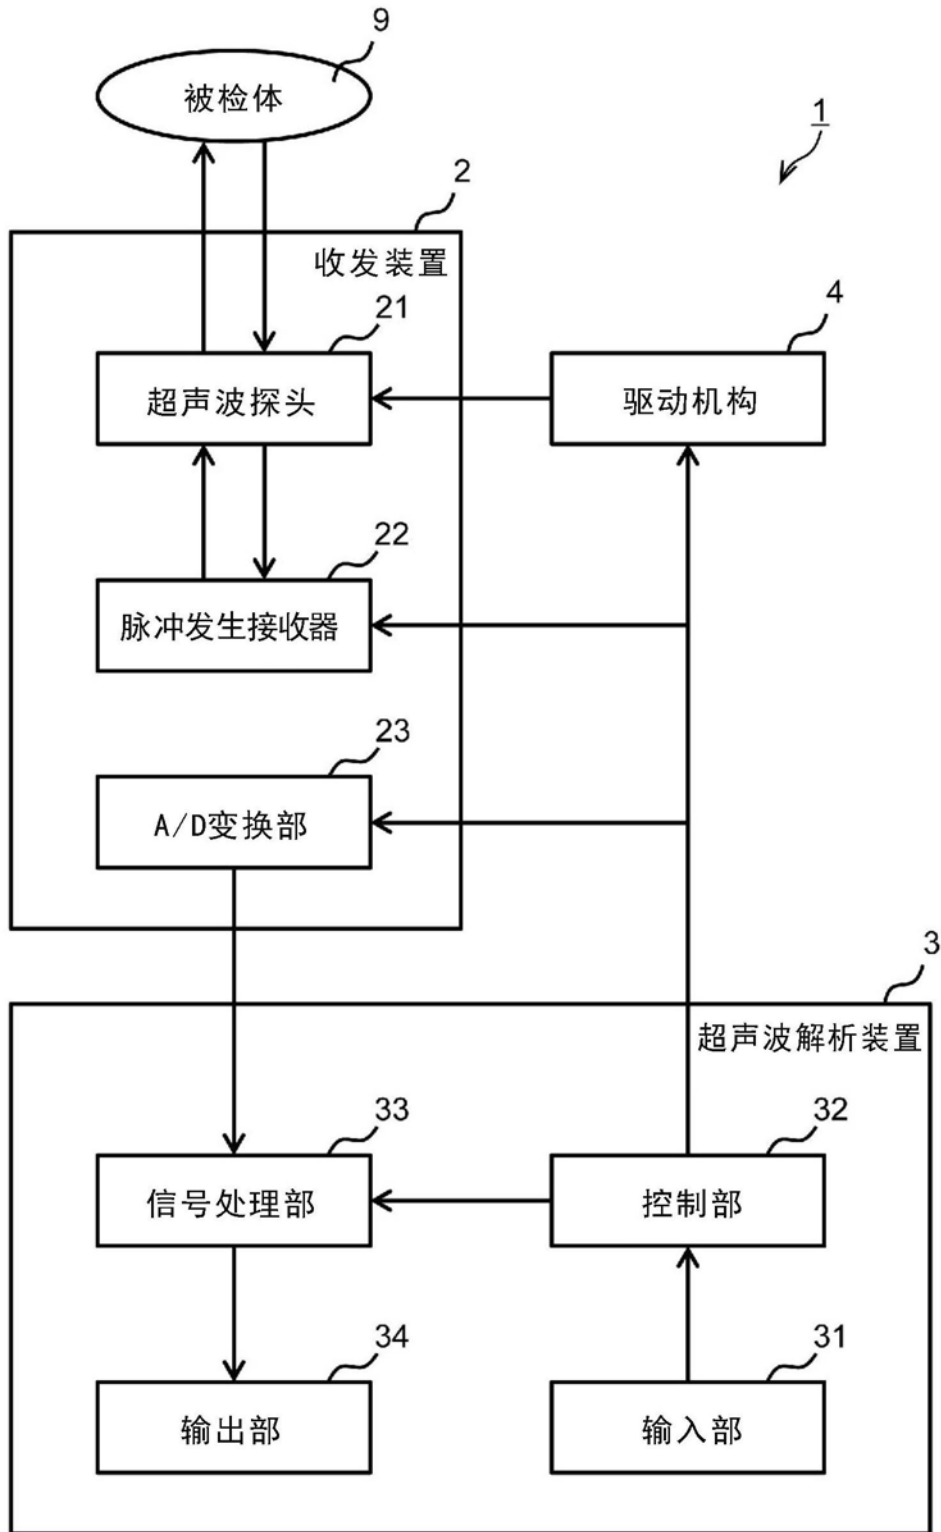 9
被检体
1
2
收发装置
21
4
超声波探头
驱动机构
22
脉冲发生接收器
23
A/D变换部
3
超声波解析装置
33
32
信号处理部
控制部
34
31
输出部
输入部